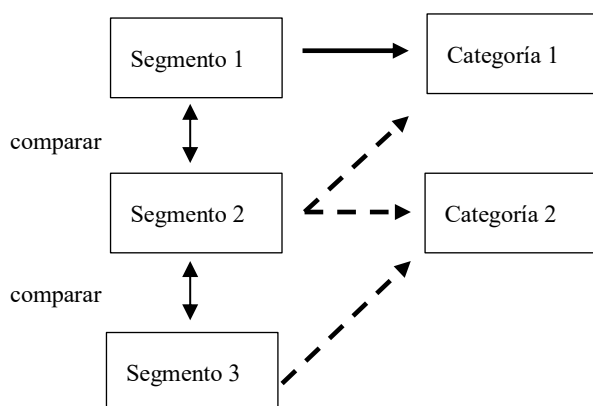 Segmento 1
Categoría 1
comparar
Segmento 2
Categoría 2
comparar
Segmento 3